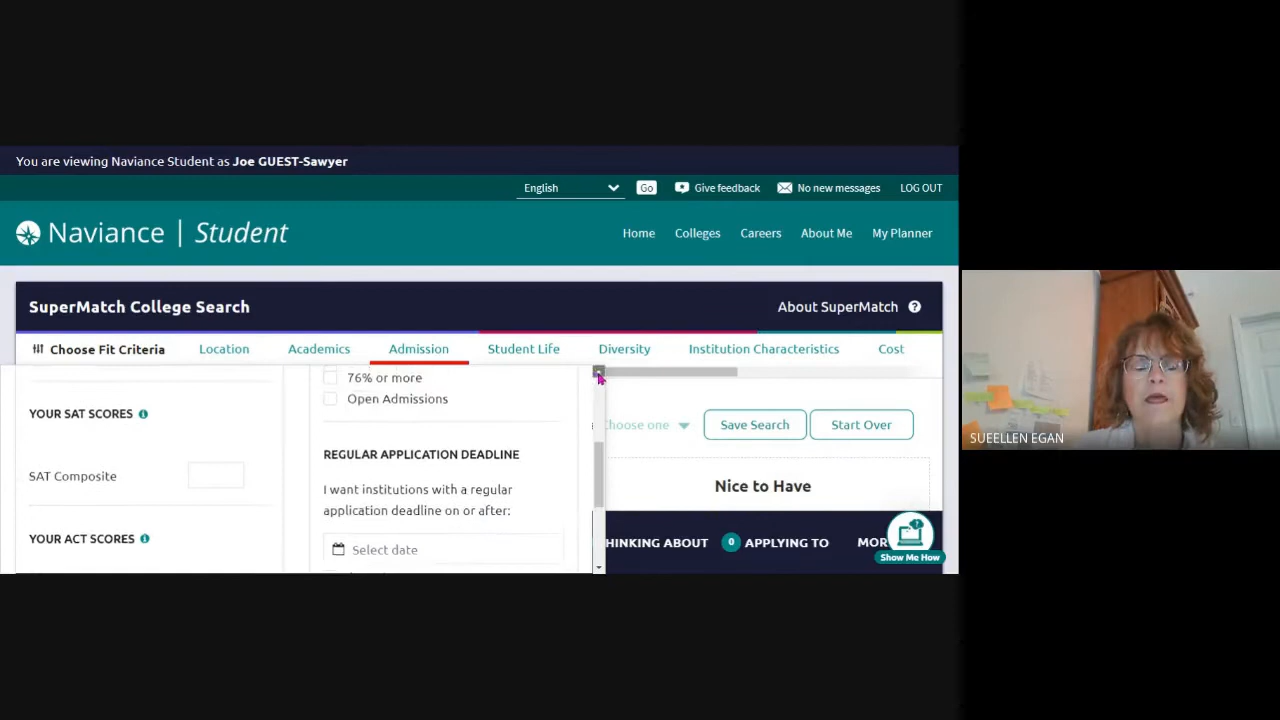 You are viewing Naviance Student as Joe GUEST-Sawyer
English Go Give feedback No new messages LOG OUT
Naviance | Student
Home Colleges Careers About Me My Planner
SuperMatch College Search About SuperMatch ?
Choose Fit Criteria Location Academics Admission Student Life Diversity Institution Characteristics Cost
76% or more
Open Admissions
YOUR SAT SCORES i
SAT Composite
YOUR ACT SCORES i
REGULAR APPLICATION DEADLINE
I want institutions with a regular
application deadline on or after:
Select date
hoose one Save Search Start Over
Nice to Have
HINKING ABOUT 0 APPLYING TO MOR
Show Me How
SUEELLEN EGAN